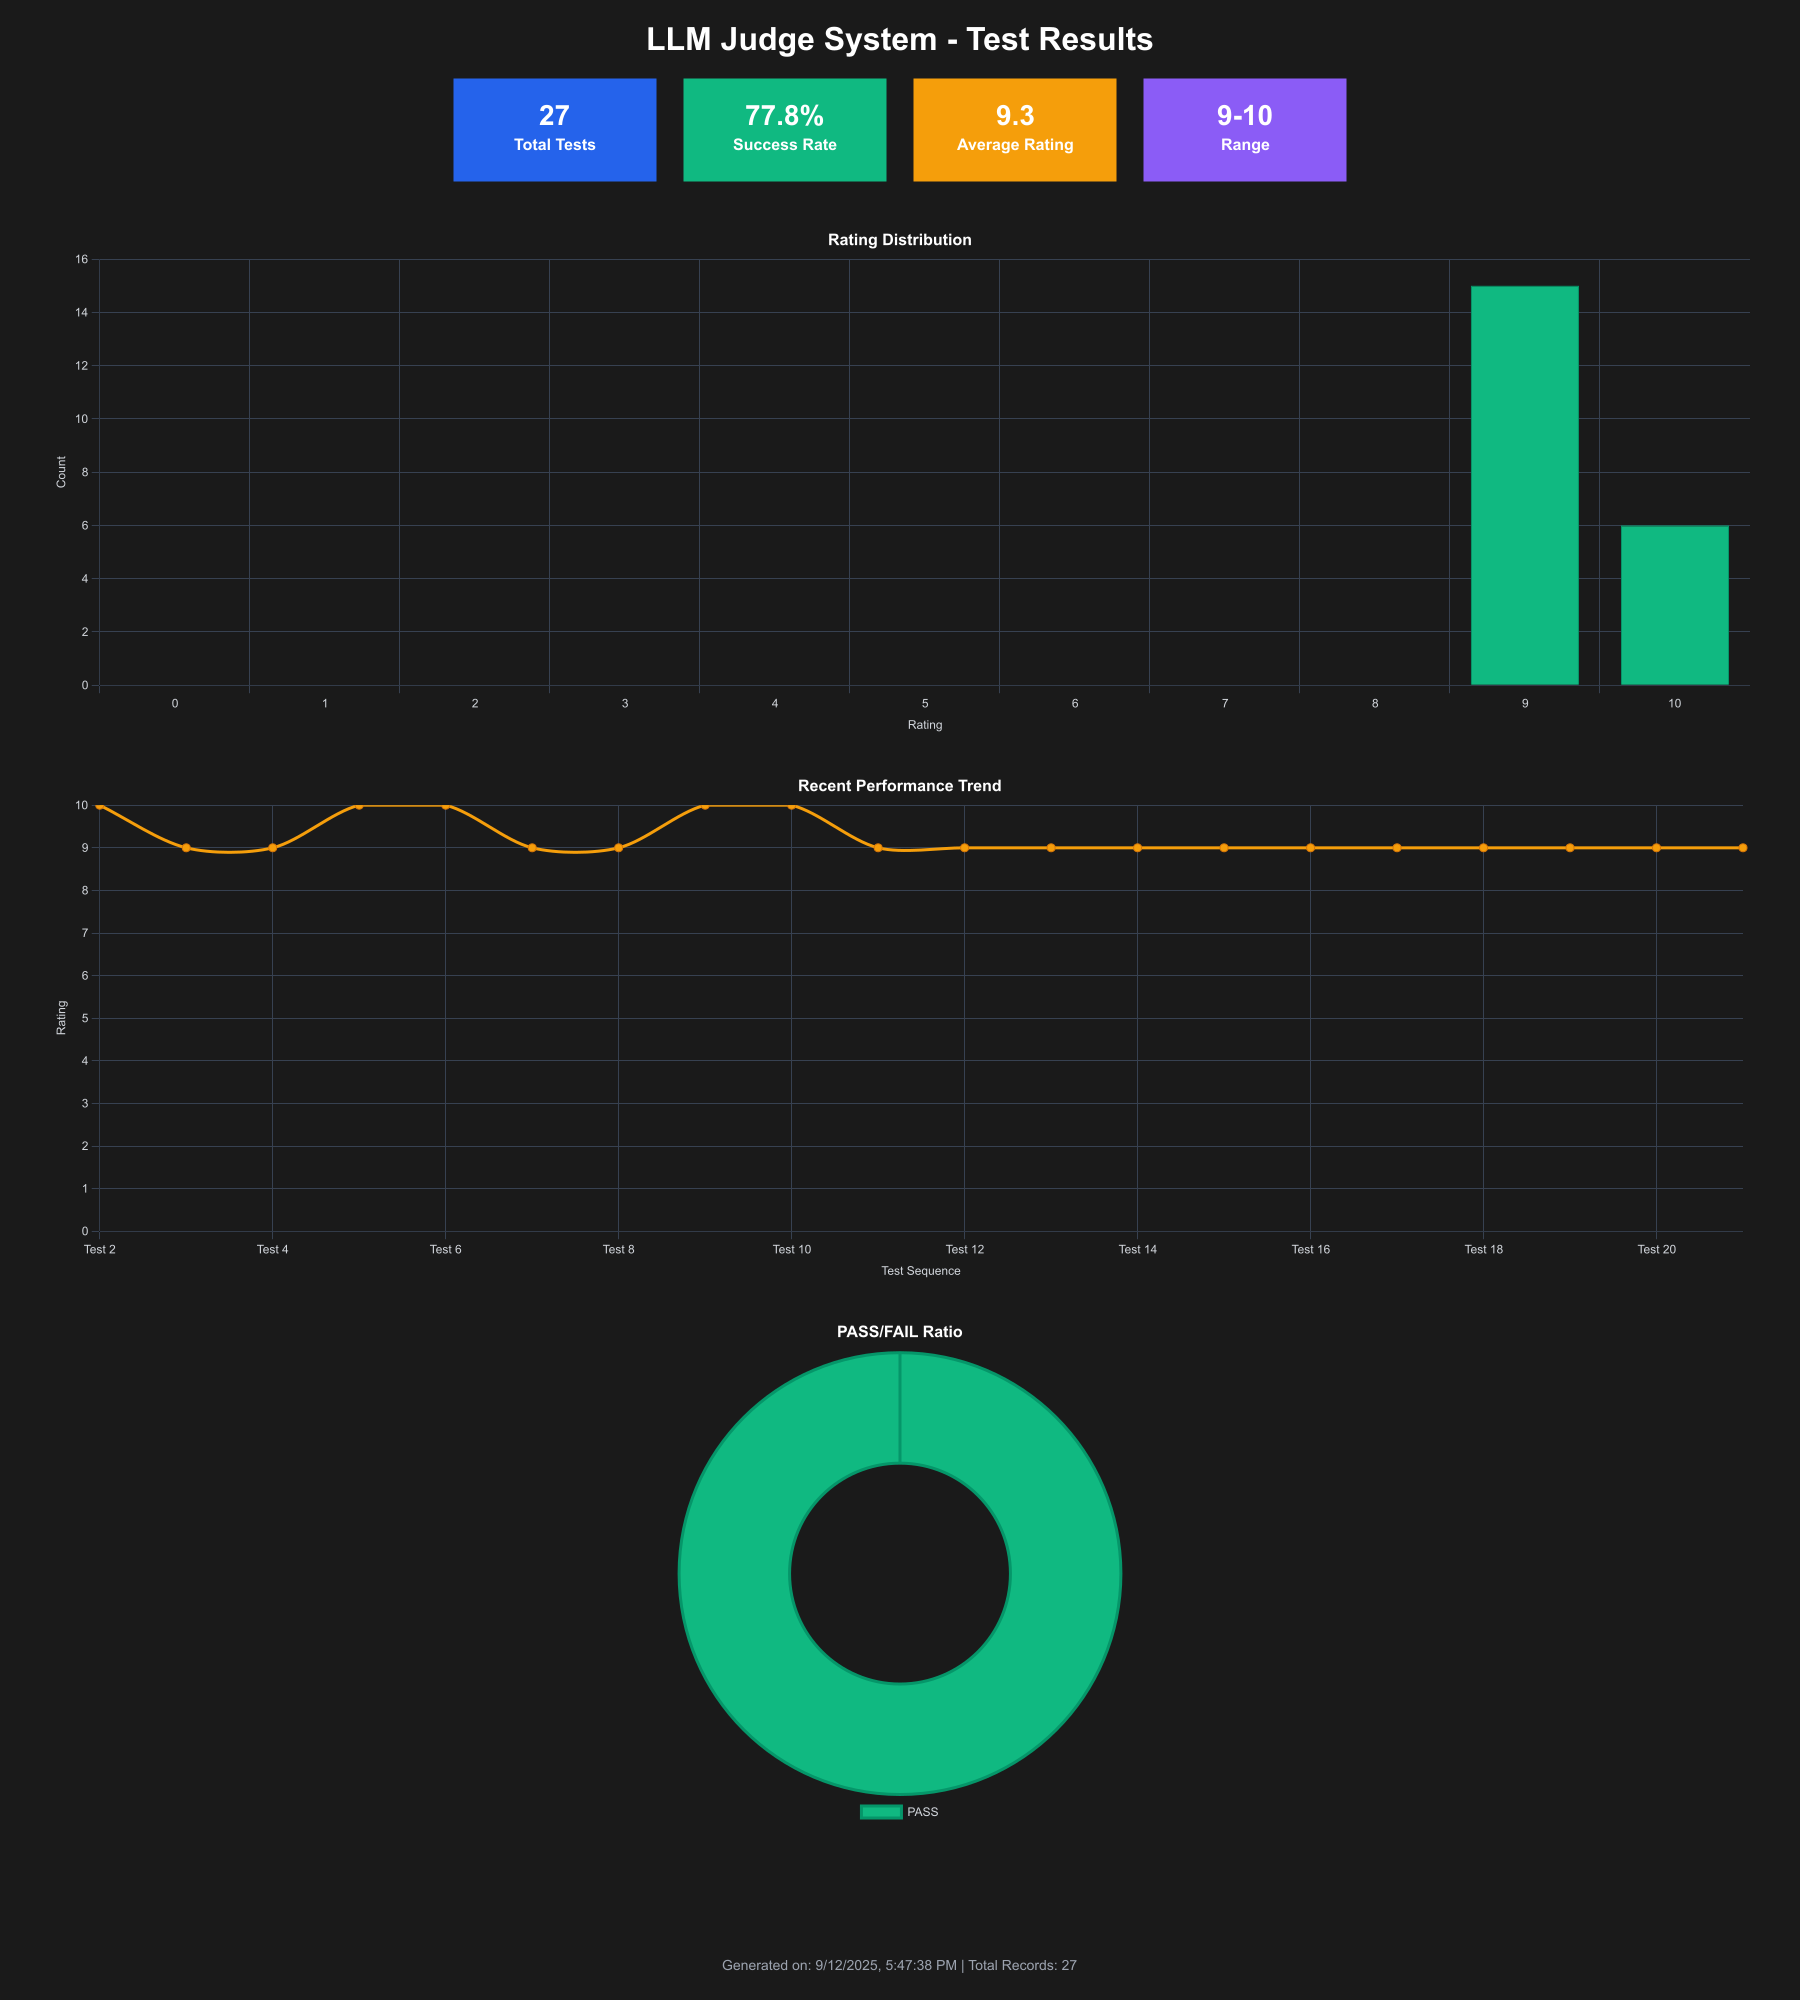 LLM Judge System - Test Results
27
Total Tests
77.8%
Success Rate
9.3
Average Rating
9-10
Range
Rating Distribution
16
14
12
10
8
6
4
2
0
Count
0 1 2 3 4 5 6 7 8 9 10
Rating
Recent Performance Trend
10
9
8
7
6
5
4
3
2
1
0
Rating
Test 2 Test 4 Test 6 Test 8 Test 10 Test 12 Test 14 Test 16 Test 18 Test 20
Test Sequence
PASS/FAIL Ratio
PASS
Generated on: 9/12/2025, 5:47:38 PM | Total Records: 27